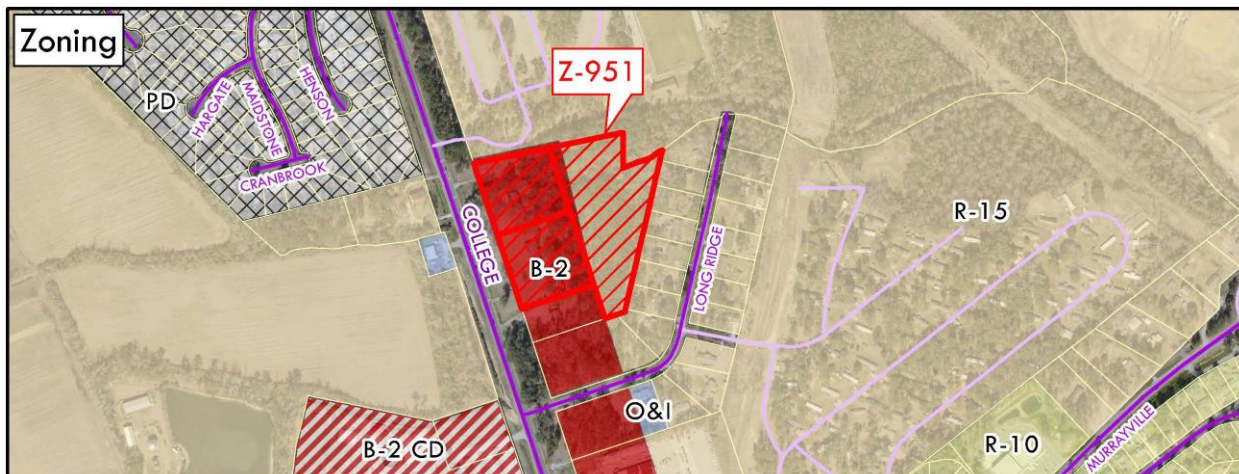 Zoning
Z-951
PD
HARGATE
MAIDSTONE
HENSON
CRANBROOK
COLLEGE
R-15
LONG RIDGE
B-2
O&I
B-2 CD
R-10
MURRAYVILLE